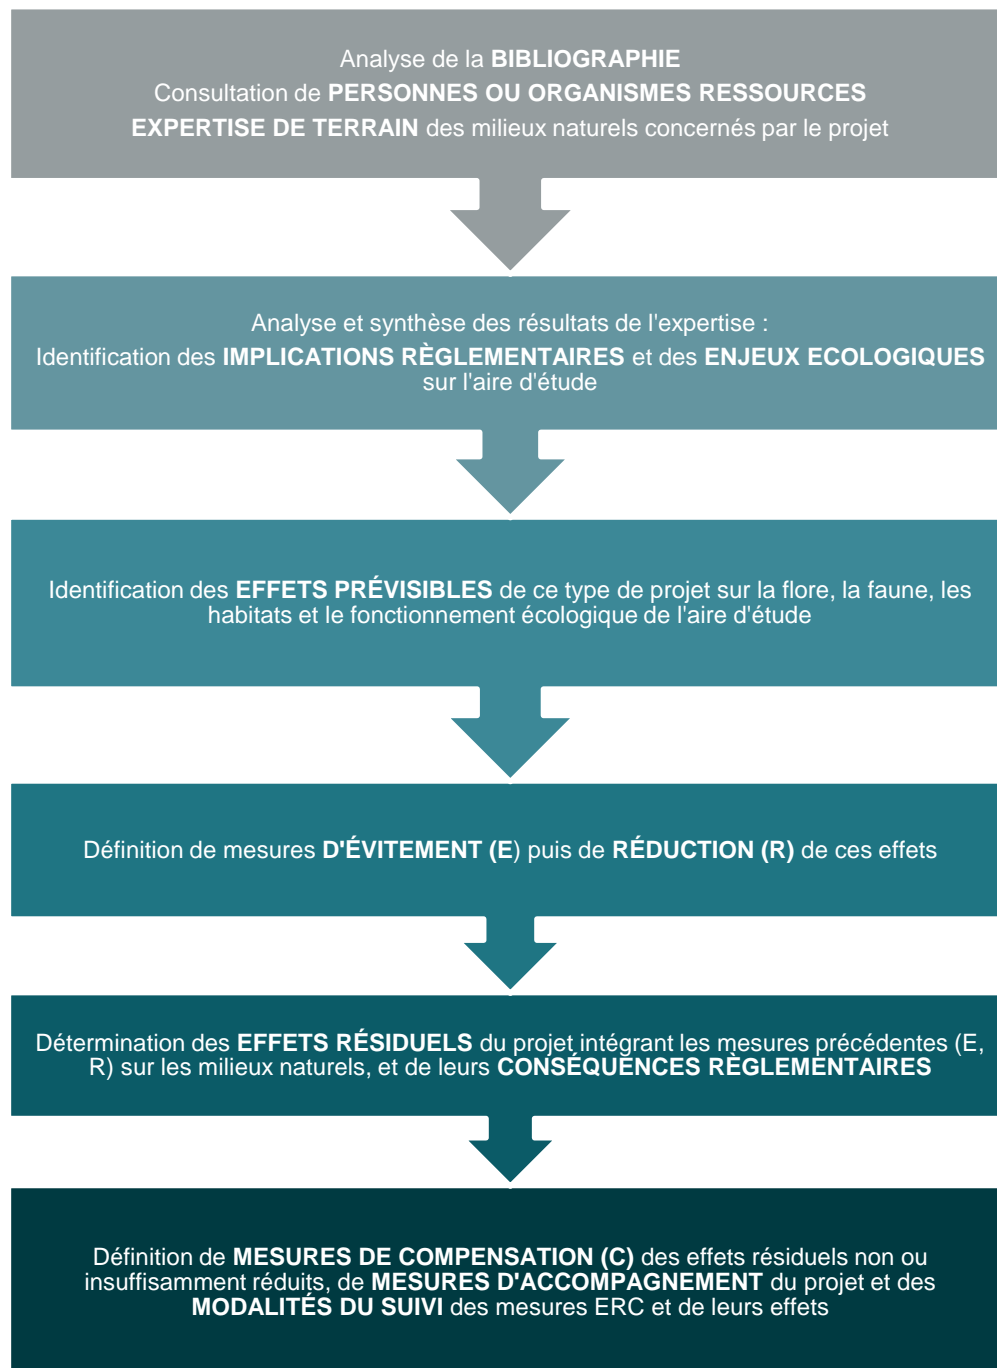 Analyse de la BIBLIOGRAPHIE
Consultation de PERSONNES OU ORGANISMES RESSOURCES
EXPERTISE DE TERRAIN des milieux naturels concernés par le projet
Analyse et synthèse des résultats de l'expertise :
Identification des IMPLICATIONS RÈGLEMENTAIRES et des ENJEUX ECOLOGIQUES
sur l'aire d'étude
Identification des EFFETS PRÉVISIBLES de ce type de projet sur la flore, la faune, les
habitats et le fonctionnement écologique de l'aire d'étude
Définition de mesures D'ÉVITEMENT (E) puis de RÉDUCTION (R) de ces effets
Détermination des EFFETS RÉSIDUELS du projet intégrant les mesures précédentes (E,
R) sur les milieux naturels, et de leurs CONSÉQUENCES RÈGLEMENTAIRES
Définition de MESURES DE COMPENSATION (C) des effets résiduels non ou
insuffisamment réduits, de MESURES D'ACCOMPAGNEMENT du projet et des
MODALITÉS DU SUIVI des mesures ERC et de leurs effets